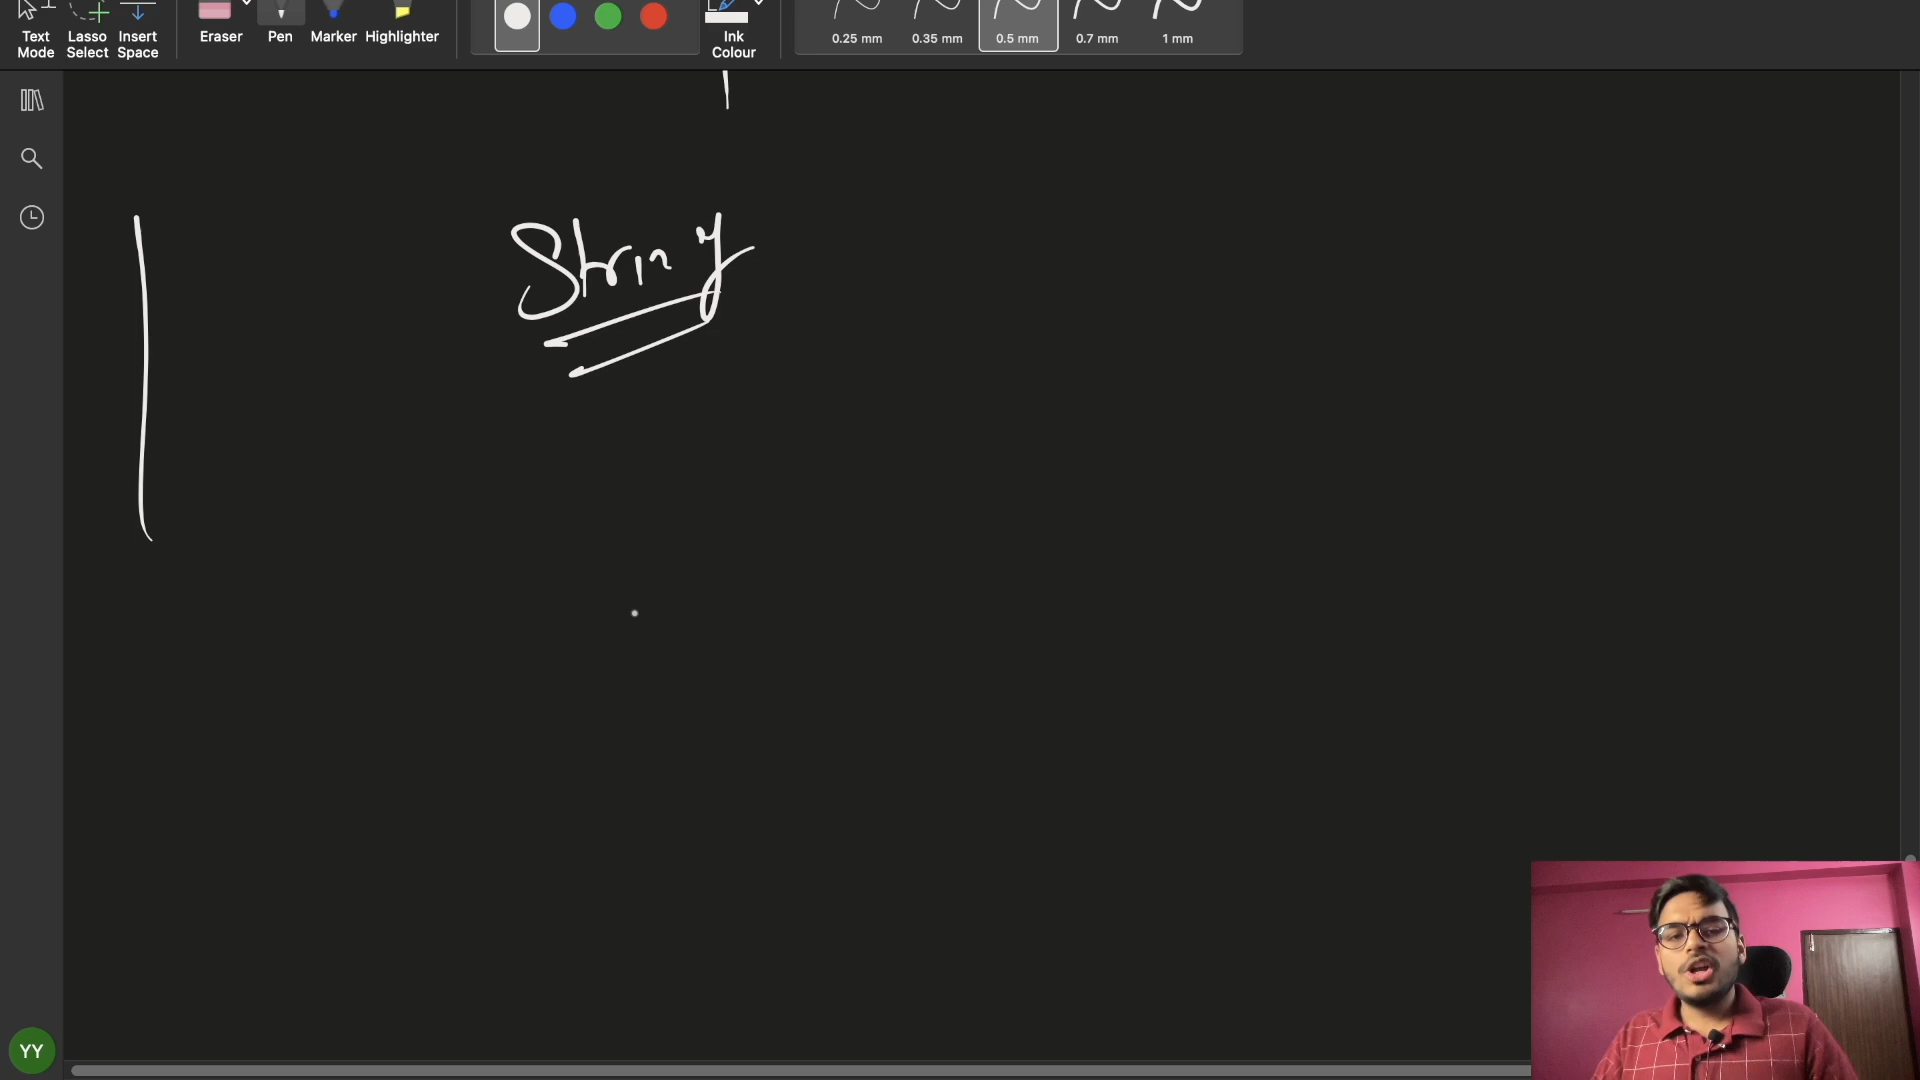 Text Mode
Lasso Select
Insert Space
Eraser
Pen
Marker
Highlighter
Ink Colour
0.25 mm
0.35 mm
0.5 mm
0.7 mm
1 mm
String
YY